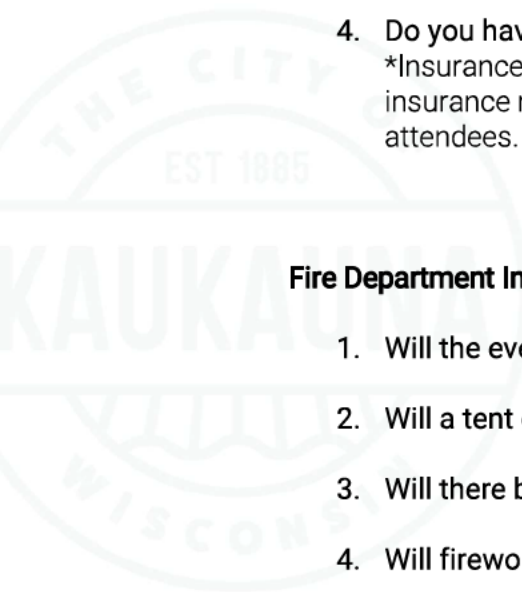 THE CITY O
EST 1885
KAUKAUNA
WISCONSIN
4. Do you hav
*Insurance
insurance r
attendees.
Fire Department In
1. Will the eve
2. Will a tent
3. Will there b
4. Will firewo